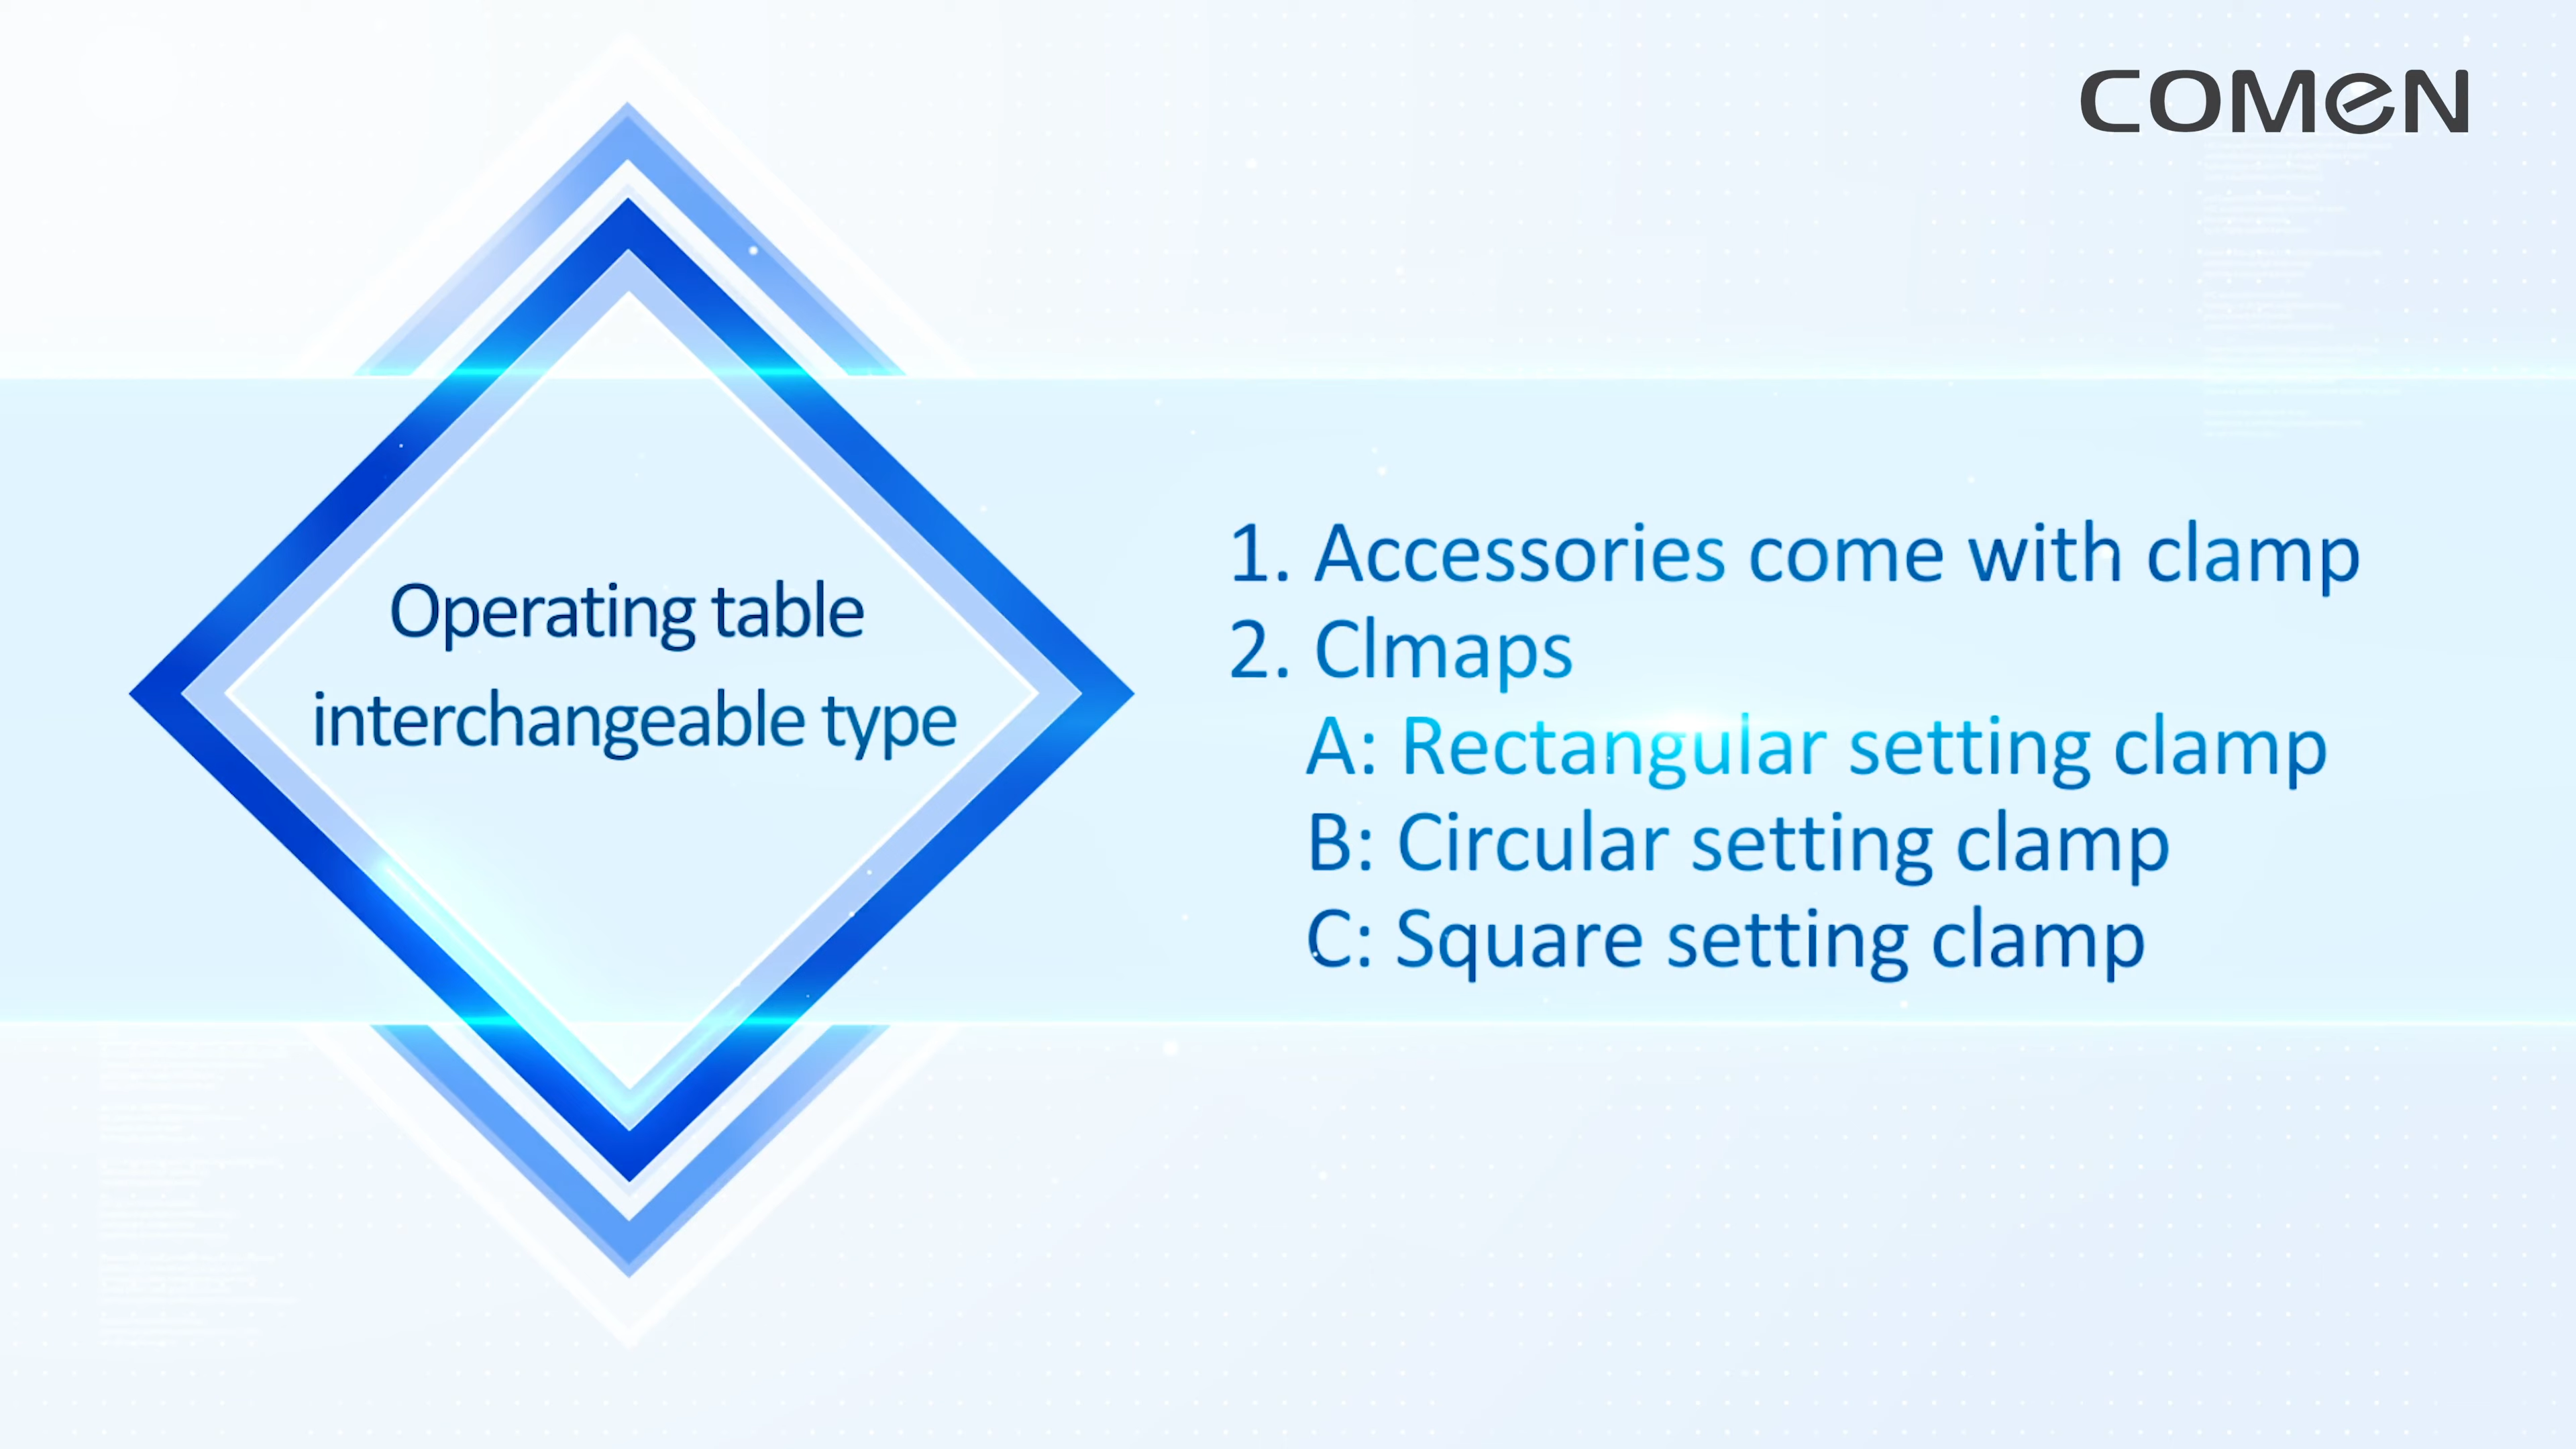 COMEN
Operating table
interchangeable type
1. Accessories come with clamp
2. Clmaps
A: Rectangular setting clamp
B: Circular setting clamp
C: Square setting clamp